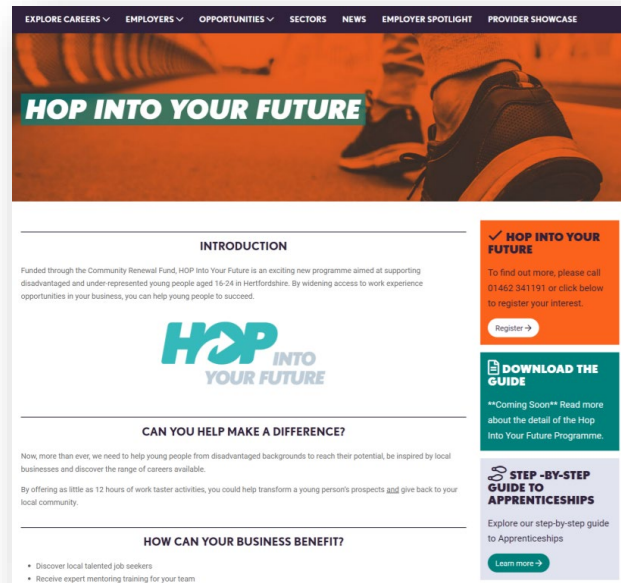 EXPLORE CAREERS EMPLOYERS OPPORTUNITIES SECTORS NEWS EMPLOYER SPOTLIGHT PROVIDER SHOWCASE
HOP INTO YOUR FUTURE
INTRODUCTION
Funded through the Community Renewal Fund, HOP Into Your Future is an exciting new programme aimed at supporting
disadvantaged and under-represented young people aged 16-24 in Hertfordshire. By widening access to work experience
opportunities in your business, you can help young people to succeed.
HOP INTO
YOUR FUTURE
CAN YOU HELP MAKE A DIFFERENCE?
Now, more than ever, we need to help young people from disadvantaged backgrounds to reach their potential, be inspired by local
businesses and discover the range of careers available.
By offering as little as 12 hours of work taster activities, you could help transform a young person's prospects and give back to your
local community.
HOW CAN YOUR BUSINESS BENEFIT?
• Discover local talented job seekers
• Receive expert mentoring training for your team
HOP INTO YOUR
FUTURE
To find out more, please call
01462 341191 or click below
to register your interest.
Register →
DOWNLOAD THE
GUIDE
**Coming Soon** Read more
about the detail of the Hop
Into Your Future Programme.
STEP -BY-STEP
GUIDE TO
APPRENTICESHIPS
Explore our step-by-step guide
to Apprenticeships
Learn more →